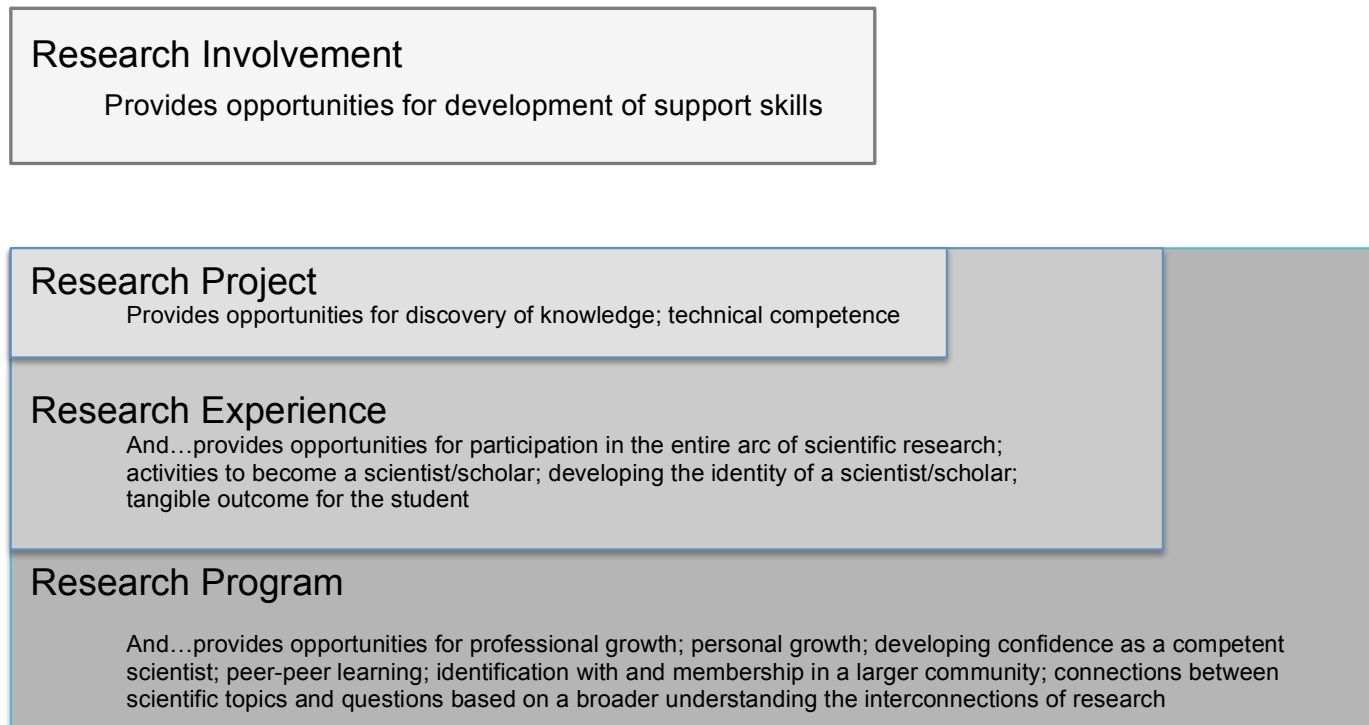 Research Involvement
Provides opportunities for development of support skills
Research Project
Provides opportunities for discovery of knowledge; technical competence
Research Experience
And…provides opportunities for participation in the entire arc of scientific research;
activities to become a scientist/scholar; developing the identity of a scientist/scholar;
tangible outcome for the student
Research Program
And…provides opportunities for professional growth; personal growth; developing confidence as a competent
scientist; peer-peer learning; identification with and membership in a larger community; connections between
scientific topics and questions based on a broader understanding the interconnections of research